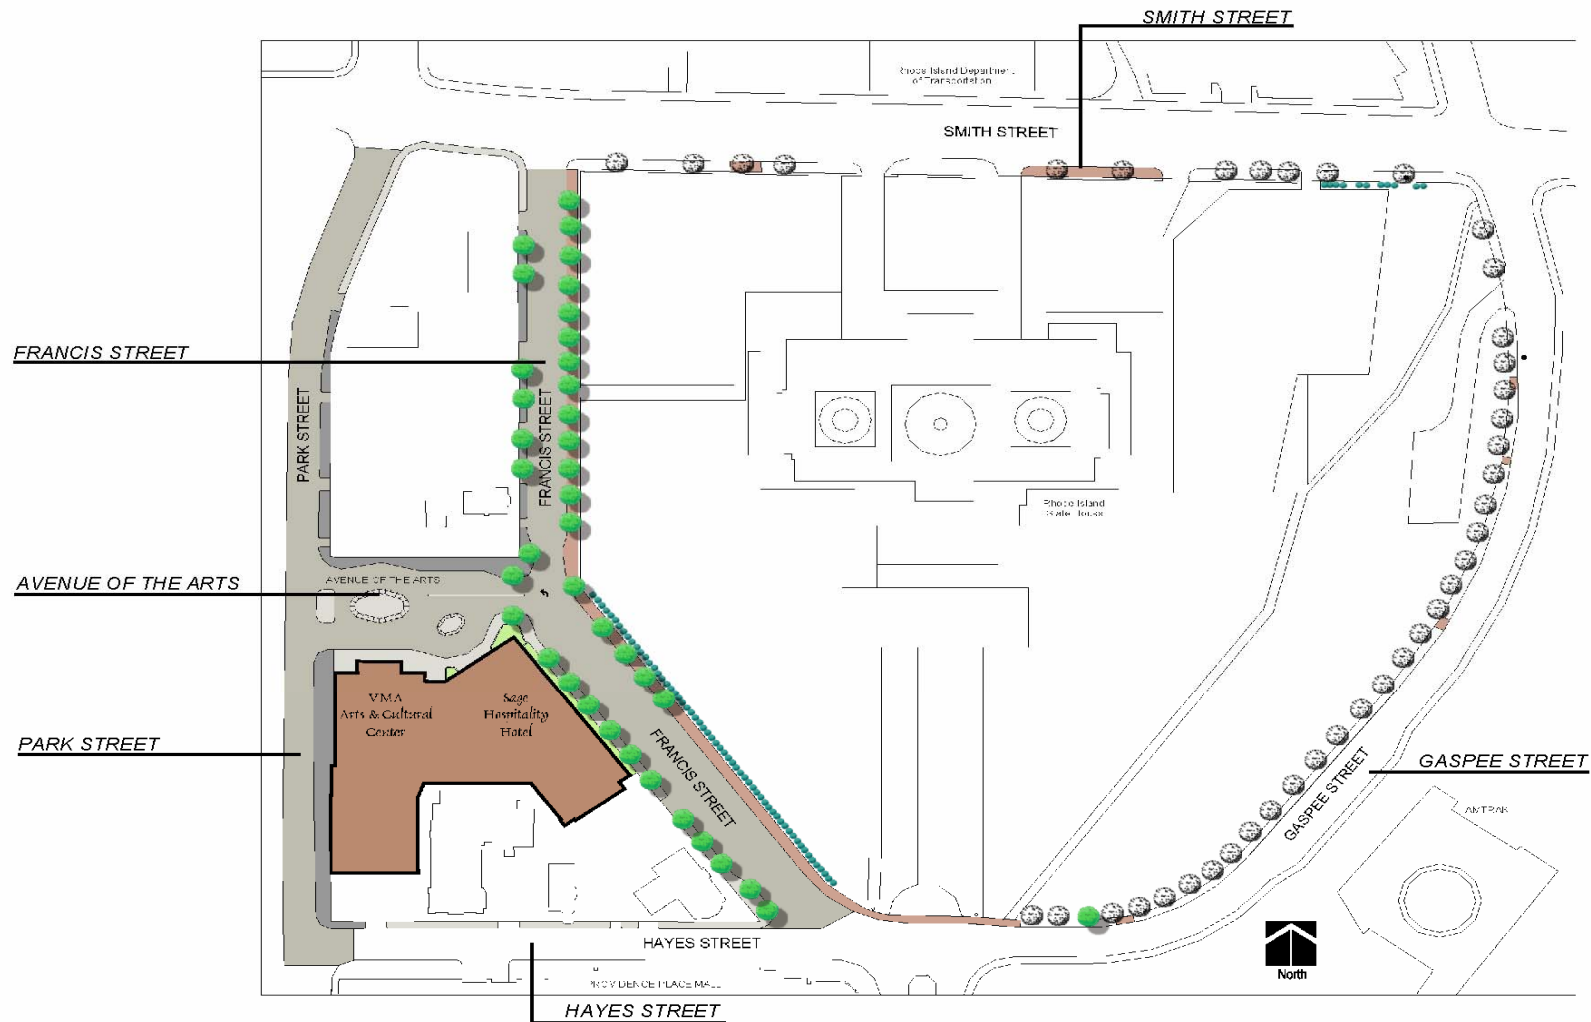 SMITH STREET
Rhode Island Department
of Transportation
SMITH STREET
FRANCIS STREET
PARK STREET
FRANCIS STREET
Rhode Island
State House
AVENUE OF THE ARTS
AVENUE OF THE ARTS
VMA
Arts & Cultural
Center
Sage
Hospitality
Hotel
PARK STREET
FRANCIS STREET
GASPEE STREET
GASPEE STREET
AMTRAK
HAYES STREET
North
PROVIDENCE PLACE MALL
HAYES STREET